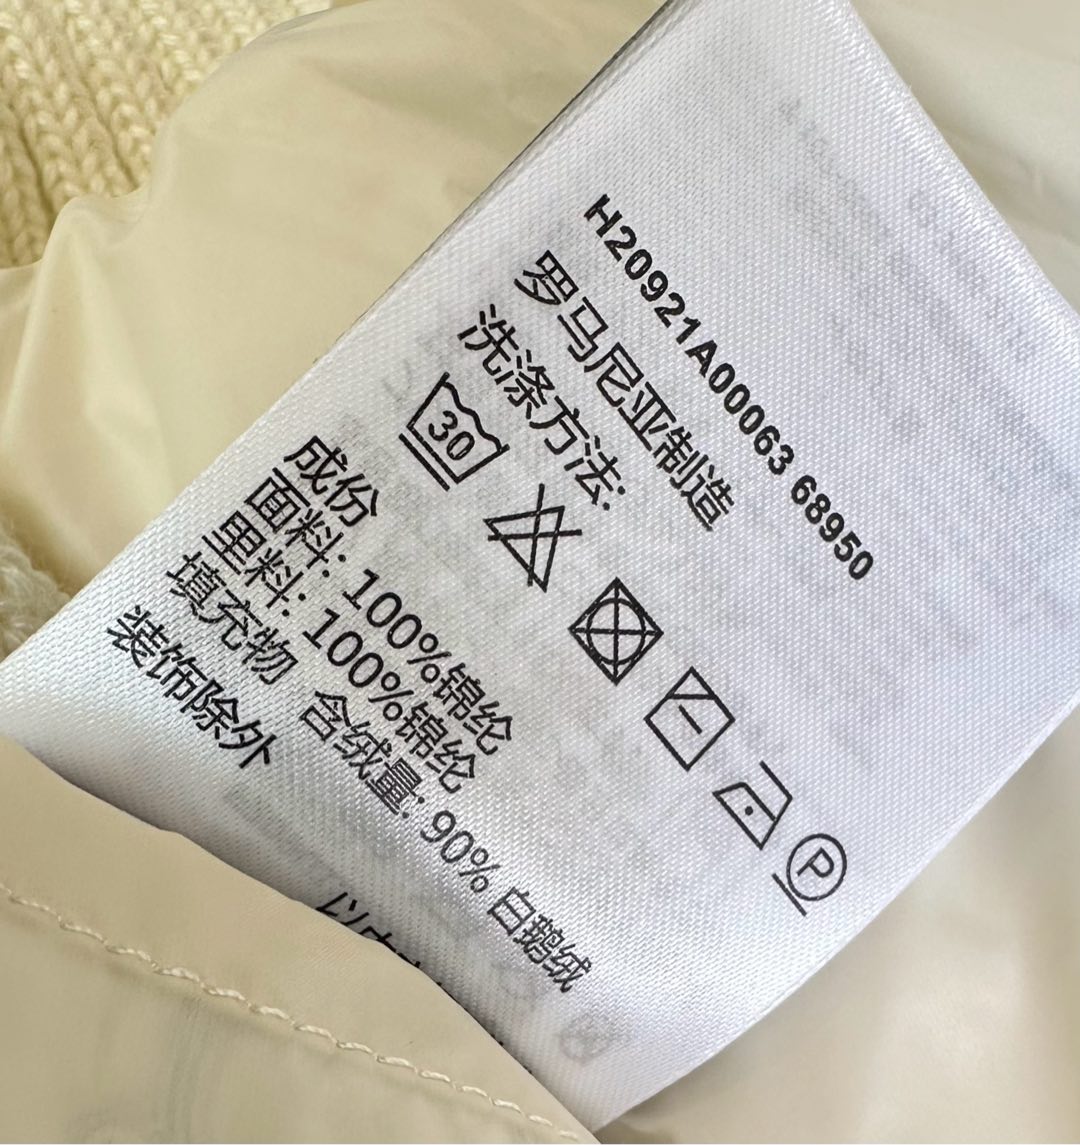 H20921A00063 68950
罗马尼亚制造
洗涤方法:
30
P
成份
面料: 100%锦纶
里料: 100%锦纶
填充物 含绒量: 90% 白鹅绒
装饰除外